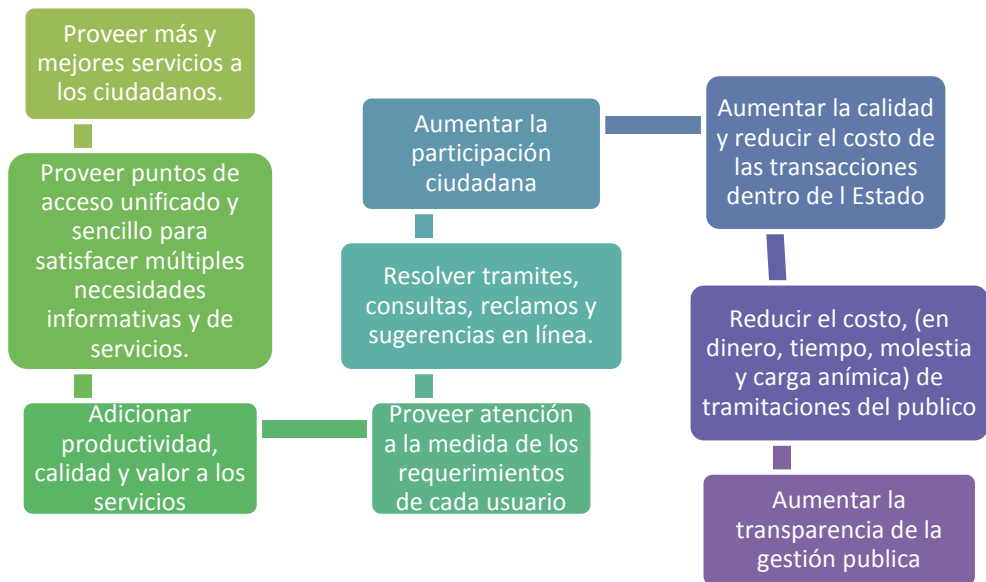 Proveer más y
mejores servicios a
los ciudadanos.
Proveer puntos de
acceso unificado y
sencillo para
satisfacer múltiples
necesidades
informativas y de
servicios.
Adicionar
productividad,
calidad y valor a los
servicios
Proveer atención
a la medida de los
requerimientos
de cada usuario
Resolver tramites,
consultas, reclamos y
sugerencias en línea.
Aumentar la
participación
ciudadana
Aumentar la calidad
y reducir el costo de
las transacciones
dentro de l Estado
Reducir el costo, (en
dinero, tiempo, molestia
y carga anímica) de
tramitaciones del publico
Aumentar la
transparencia de la
gestión publica